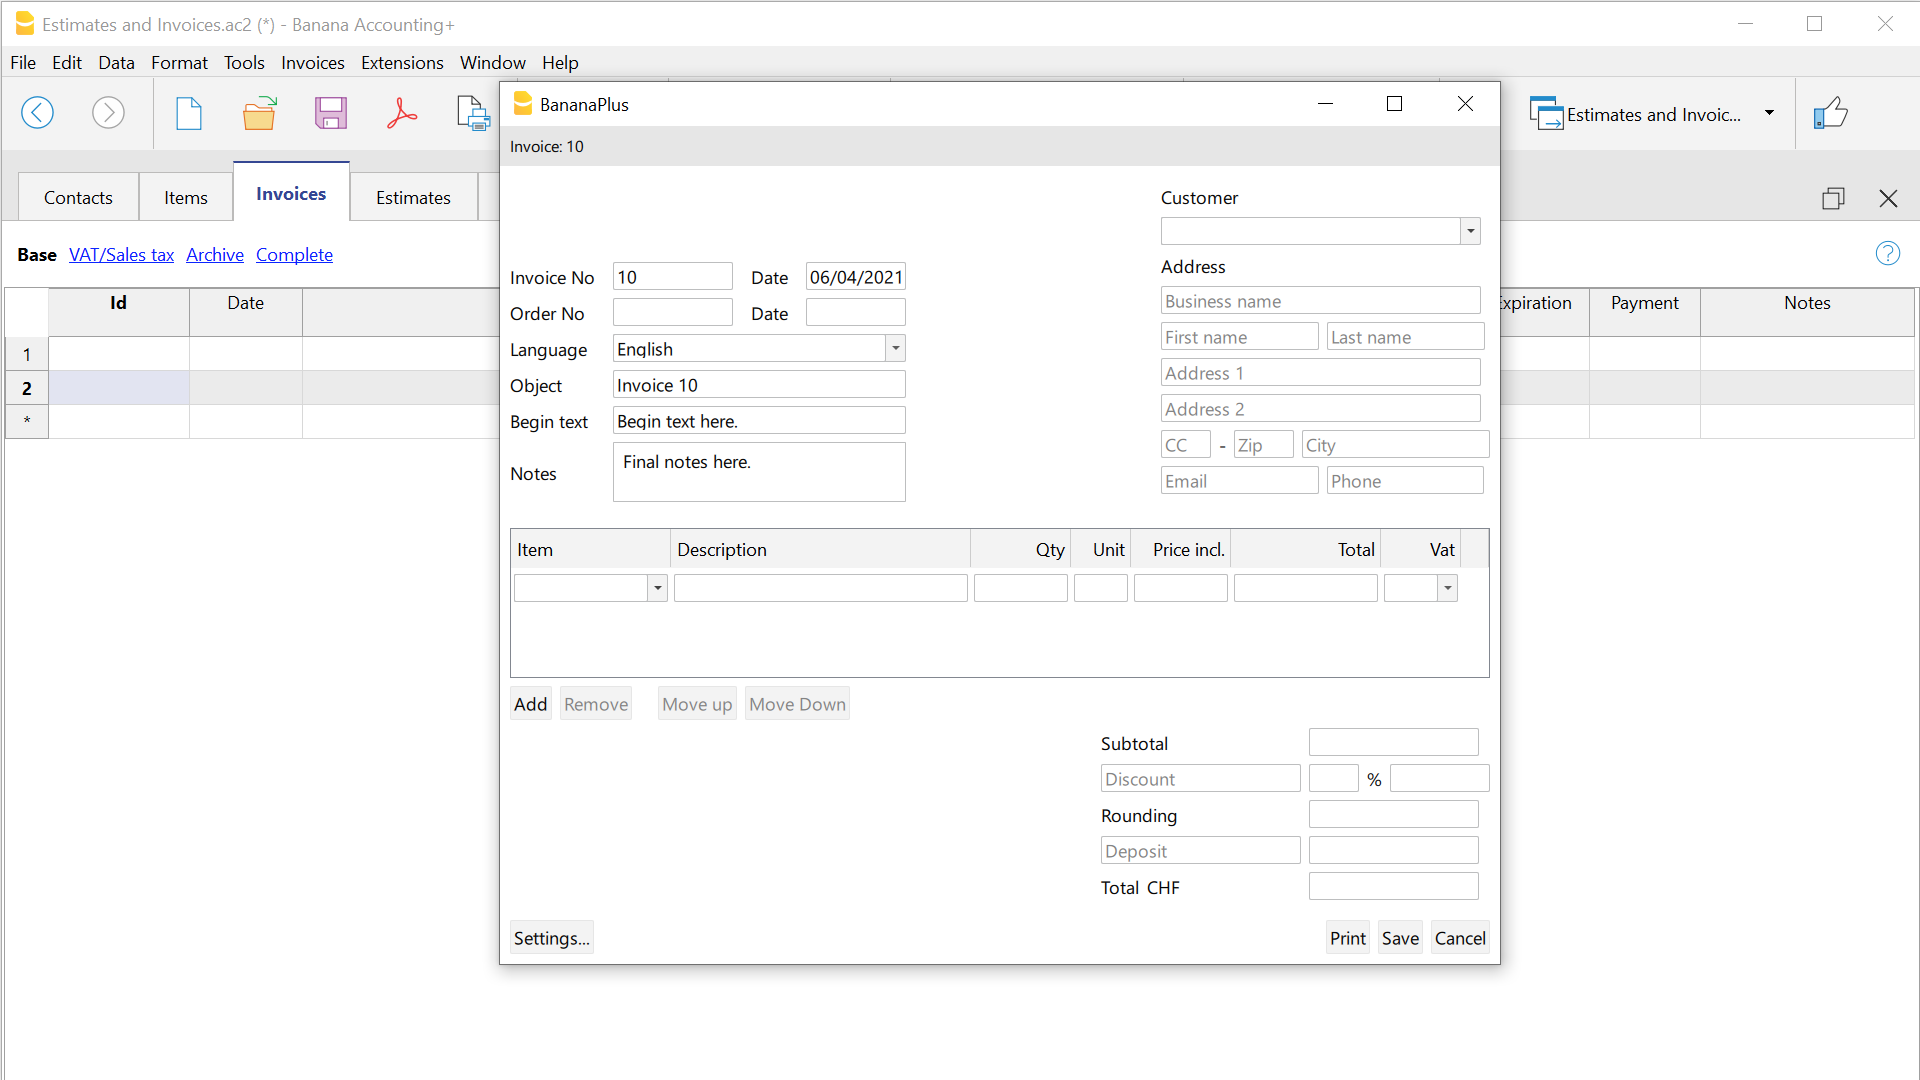 Estimates and Invoices.ac2 (*) - Banana Accounting+
File Edit Data Format Tools Invoices Extensions Window Help
Estimates and Invoic...
BananaPlus
Invoice: 10
Contacts Items Invoices Estimates
Base VAT/Sales tax Archive Complete
Id Date Expiration Payment Notes
1
2
*
Customer
Address
Business name
First name Last name
Address 1
Address 2
CC - Zip City
Email Phone
Invoice No 10 Date 06/04/2021
Order No Date
Language English
Object Invoice 10
Begin text Begin text here.
Notes Final notes here.
Item Description Qty Unit Price incl. Total Vat
Add Remove Move up Move Down
Subtotal
Discount %
Rounding
Deposit
Total CHF
Settings... Print Save Cancel